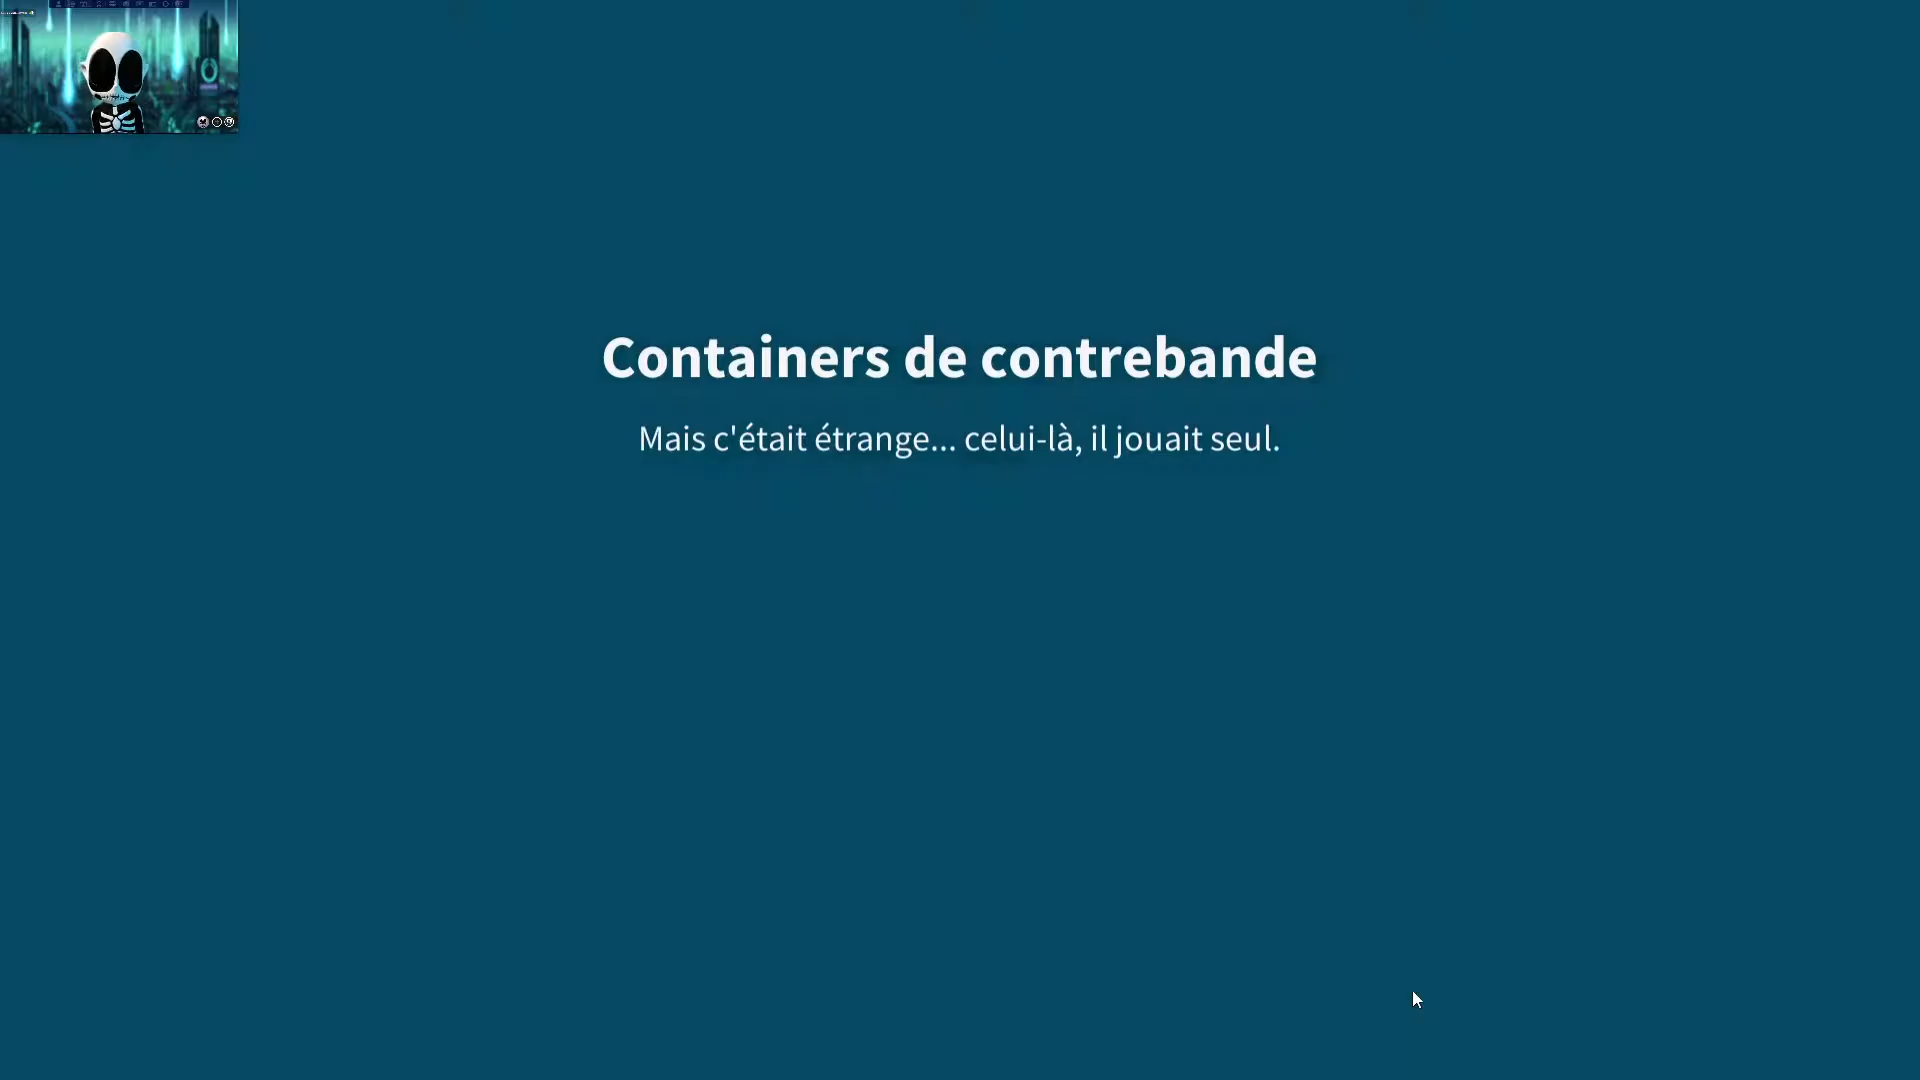 Containers de contrebande
Mais c'était étrange... celui-là, il jouait seul.